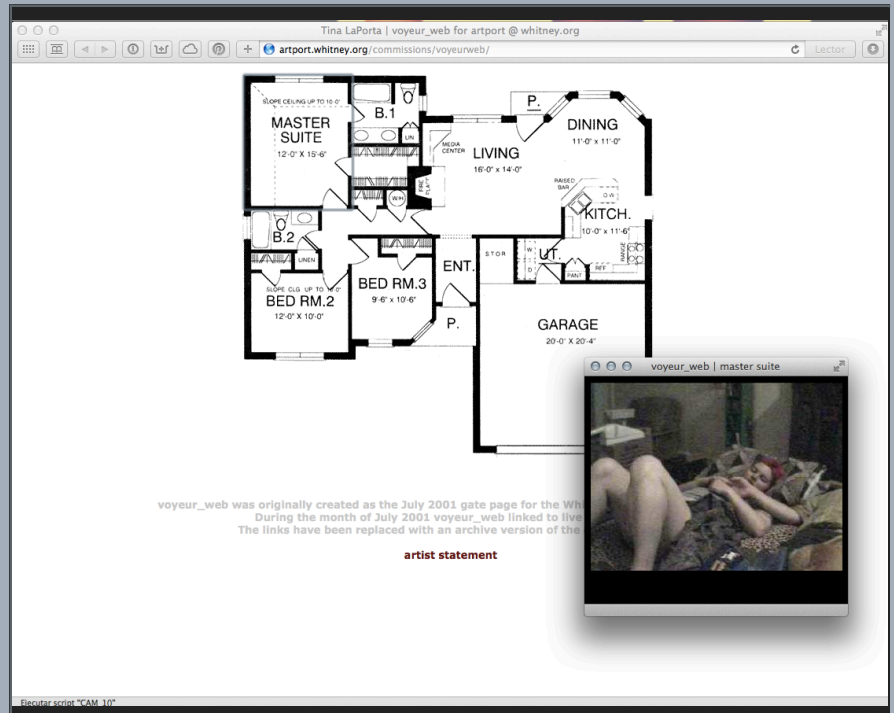 Tina LaPorta | voyeur_web for artport @ whitney.org
artport.whitney.org/commissions/voyeurweb/
Lector
SLOPE CEILING UP TO 10'-0"
MASTER
SUITE
12'-0" X 15'-6"
B.1
UN
MEDIA
CENTER
LIVING
16'-0" x 14'-0"
P.
DINING
11'-0" x 11'-0"
RAISED
BAR
D.W.
KITCH.
10'-0" x 11'-6"
RANGE
REF
PANT
UT.
W
D
STOR
FIRE
PLACE
W/H
B.2
LINEN
SLOPE CLG UP TO 10'-0"
BED RM.2
12'-0" X 10'-0"
BED RM.3
9'-6" x 10'-6"
ENT.
P.
GARAGE
20'-0" X 20'-4"
voyeur_web | master suite
voyeur_web was originally created as the July 2001 gate page for the Whi
During the month of July 2001 voyeur_web linked to live
The links have been replaced with an archive version of the
artist statement
Ejecutar script "CAM_10"